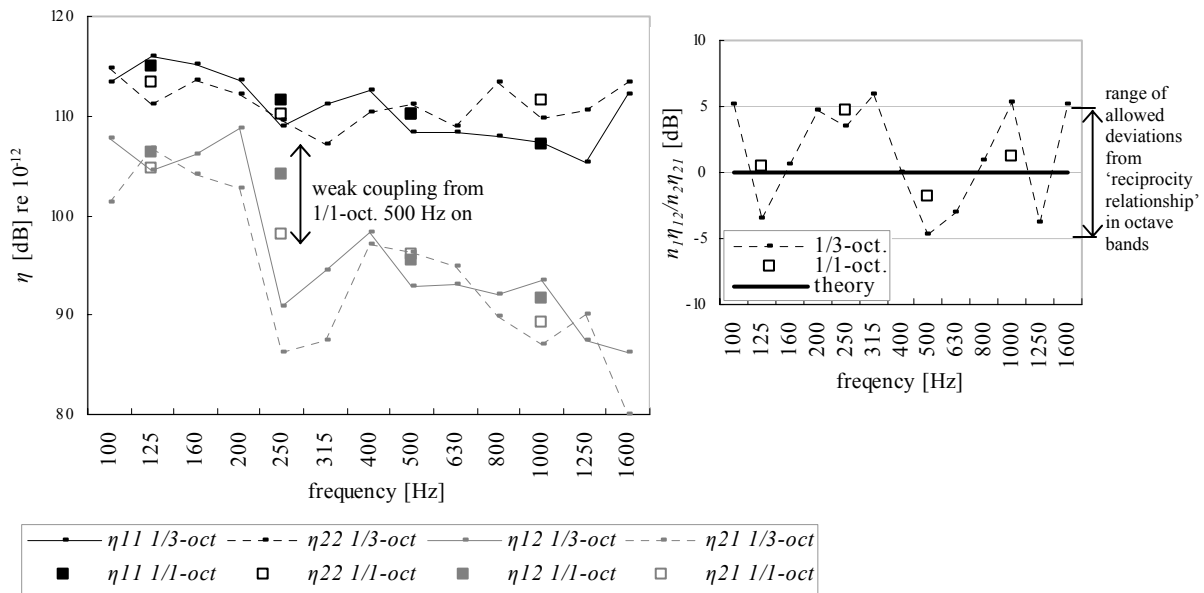 120
110
100
90
80
η [dB] re 10⁻¹²
weak coupling from
1/1-oct. 500 Hz on
100 125 160 200 250 315 400 500 630 800 1000 1250 1600
frequency [Hz]
η11 1/3-oct η22 1/3-oct η12 1/3-oct η21 1/3-oct
η11 1/1-oct η22 1/1-oct η12 1/1-oct η21 1/1-oct
10
5
0
-5
-10
n₁η₁₂/n₂η₂₁ [dB]
1/3-oct.
1/1-oct.
theory
100 125 160 200 250 315 400 500 630 800 1000 1250 1600
freqency [Hz]
range of
allowed
deviations
from
‘reciprocity
relationship’
in octave
bands